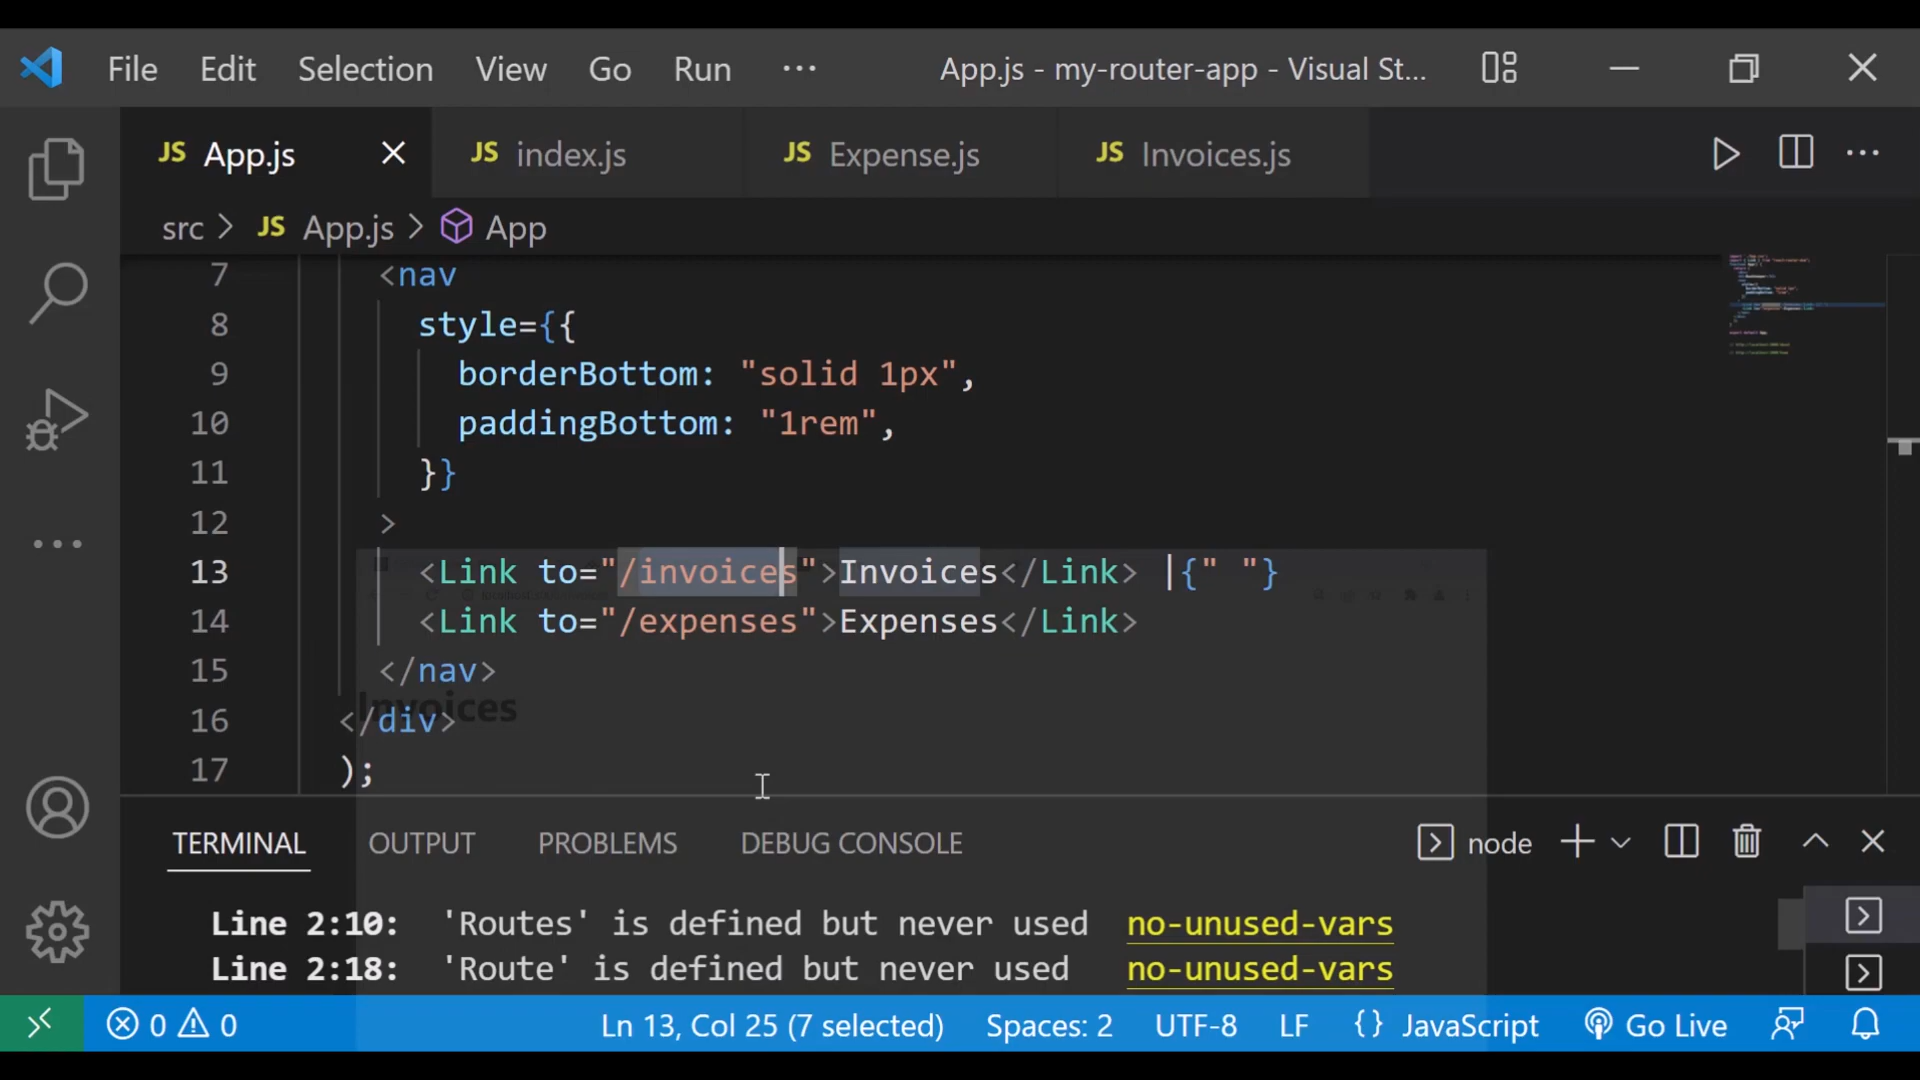 File Edit Selection View Go Run ··· App.js - my-router-app - Visual St...
JS App.js JS index.js JS Expense.js JS Invoices.js
src > JS App.js > App
7 <nav
8 style={{
9 borderBottom: "solid 1px",
10 paddingBottom: "1rem",
11 }}
12 >
13 <Link to="/invoices">Invoices</Link> |{" "}
14 <Link to="/expenses">Expenses</Link>
15 </nav>
Invoices
16 </div>
17 );
TERMINAL OUTPUT PROBLEMS DEBUG CONSOLE node
Line 2:10: 'Routes' is defined but never used no-unused-vars
Line 2:18: 'Route' is defined but never used no-unused-vars
0 0 Ln 13, Col 25 (7 selected) Spaces: 2 UTF-8 LF {} JavaScript Go Live